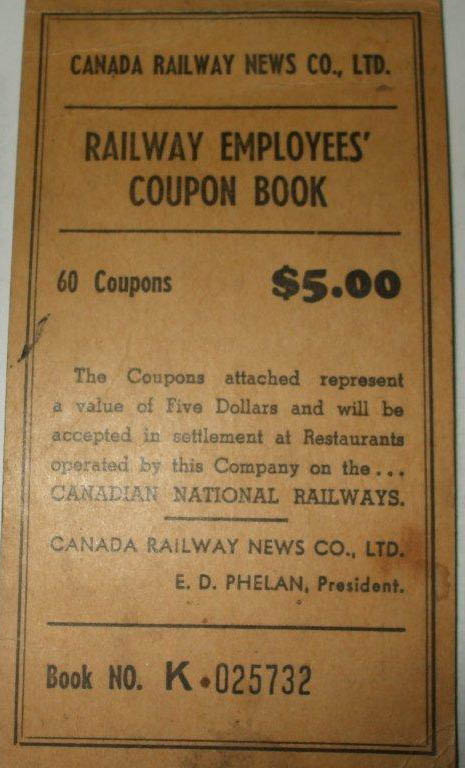 CANADA RAILWAY NEWS CO., LTD.
RAILWAY EMPLOYEES'
COUPON BOOK
60 Coupons $5.00
The Coupons attached represent
a value of Five Dollars and will be
accepted in settlement at Restaurants
operated by this Company on the...
CANADIAN NATIONAL RAILWAYS.
CANADA RAILWAY NEWS CO., LTD.
E. D. PHELAN, President.
Book NO. K•025732